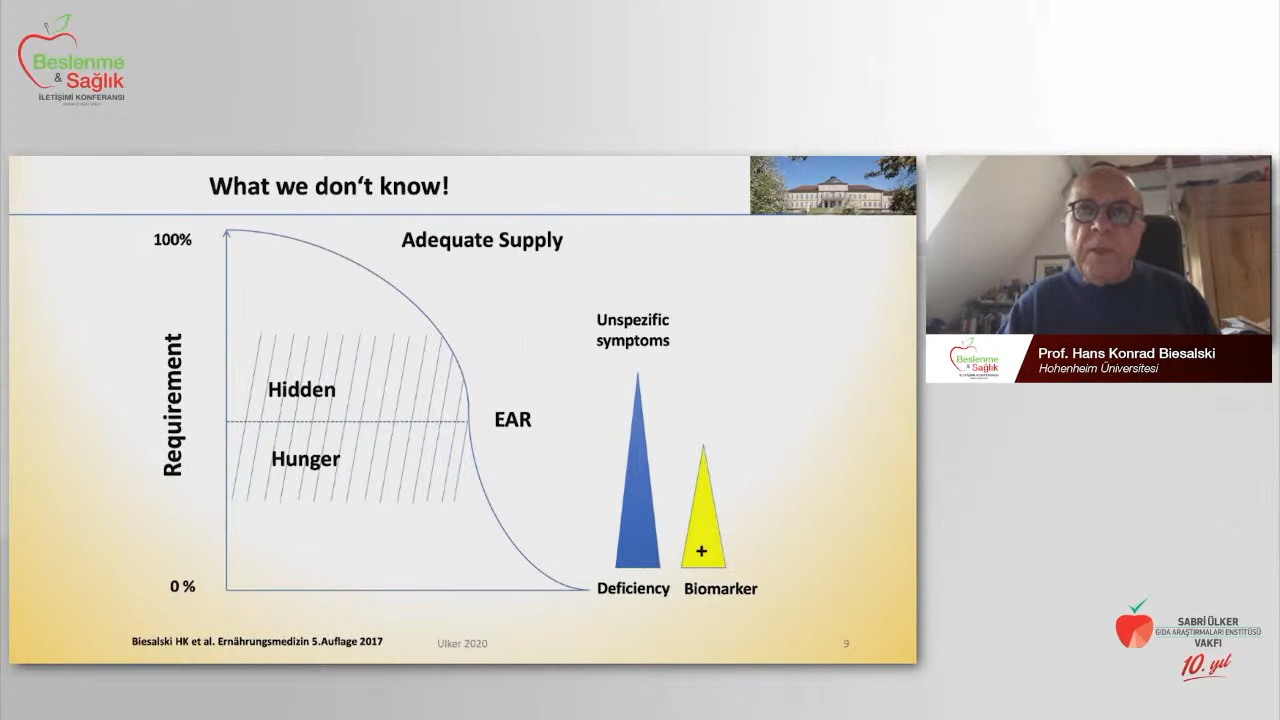 Beslenme
& Sağlık
İLETİŞİMİ KONFERANSI
What we don't know!
100%
Adequate Supply
Requirement
Unspezific
symptoms
Hidden
EAR
Hunger
+
0 %
Deficiency
Biomarker
Biesalski HK et al. Ernährungsmedizin 5.Auflage 2017
Ulker 2020
9
Beslenme
& Sağlık
Prof. Hans Konrad Biesalski
Hohenheim Üniversitesi
SABRİ ÜLKER
GIDA ARAŞTIRMALARI ENSTİTÜSÜ
VAKFI
10. yıl